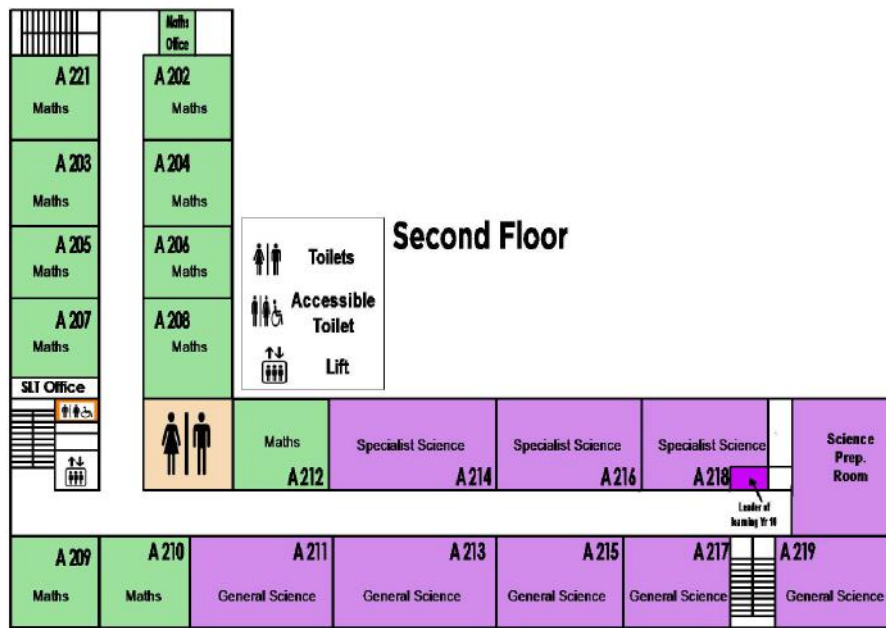 Maths
Office
A 221
Maths
A 202
Maths
A 203
Maths
A 204
Maths
A 205
Maths
A 206
Maths
A 207
Maths
A 208
Maths
SLT Office
Toilets
Accessible
Toilet
Lift
Second Floor
Maths
A 212
Specialist Science
A 214
Specialist Science
A 216
Specialist Science
A 218
Science
Prep.
Room
Leader of
learning Yr 10
A 209
Maths
A 210
Maths
A 211
General Science
A 213
General Science
A 215
General Science
A 217
General Science
A 219
General Science